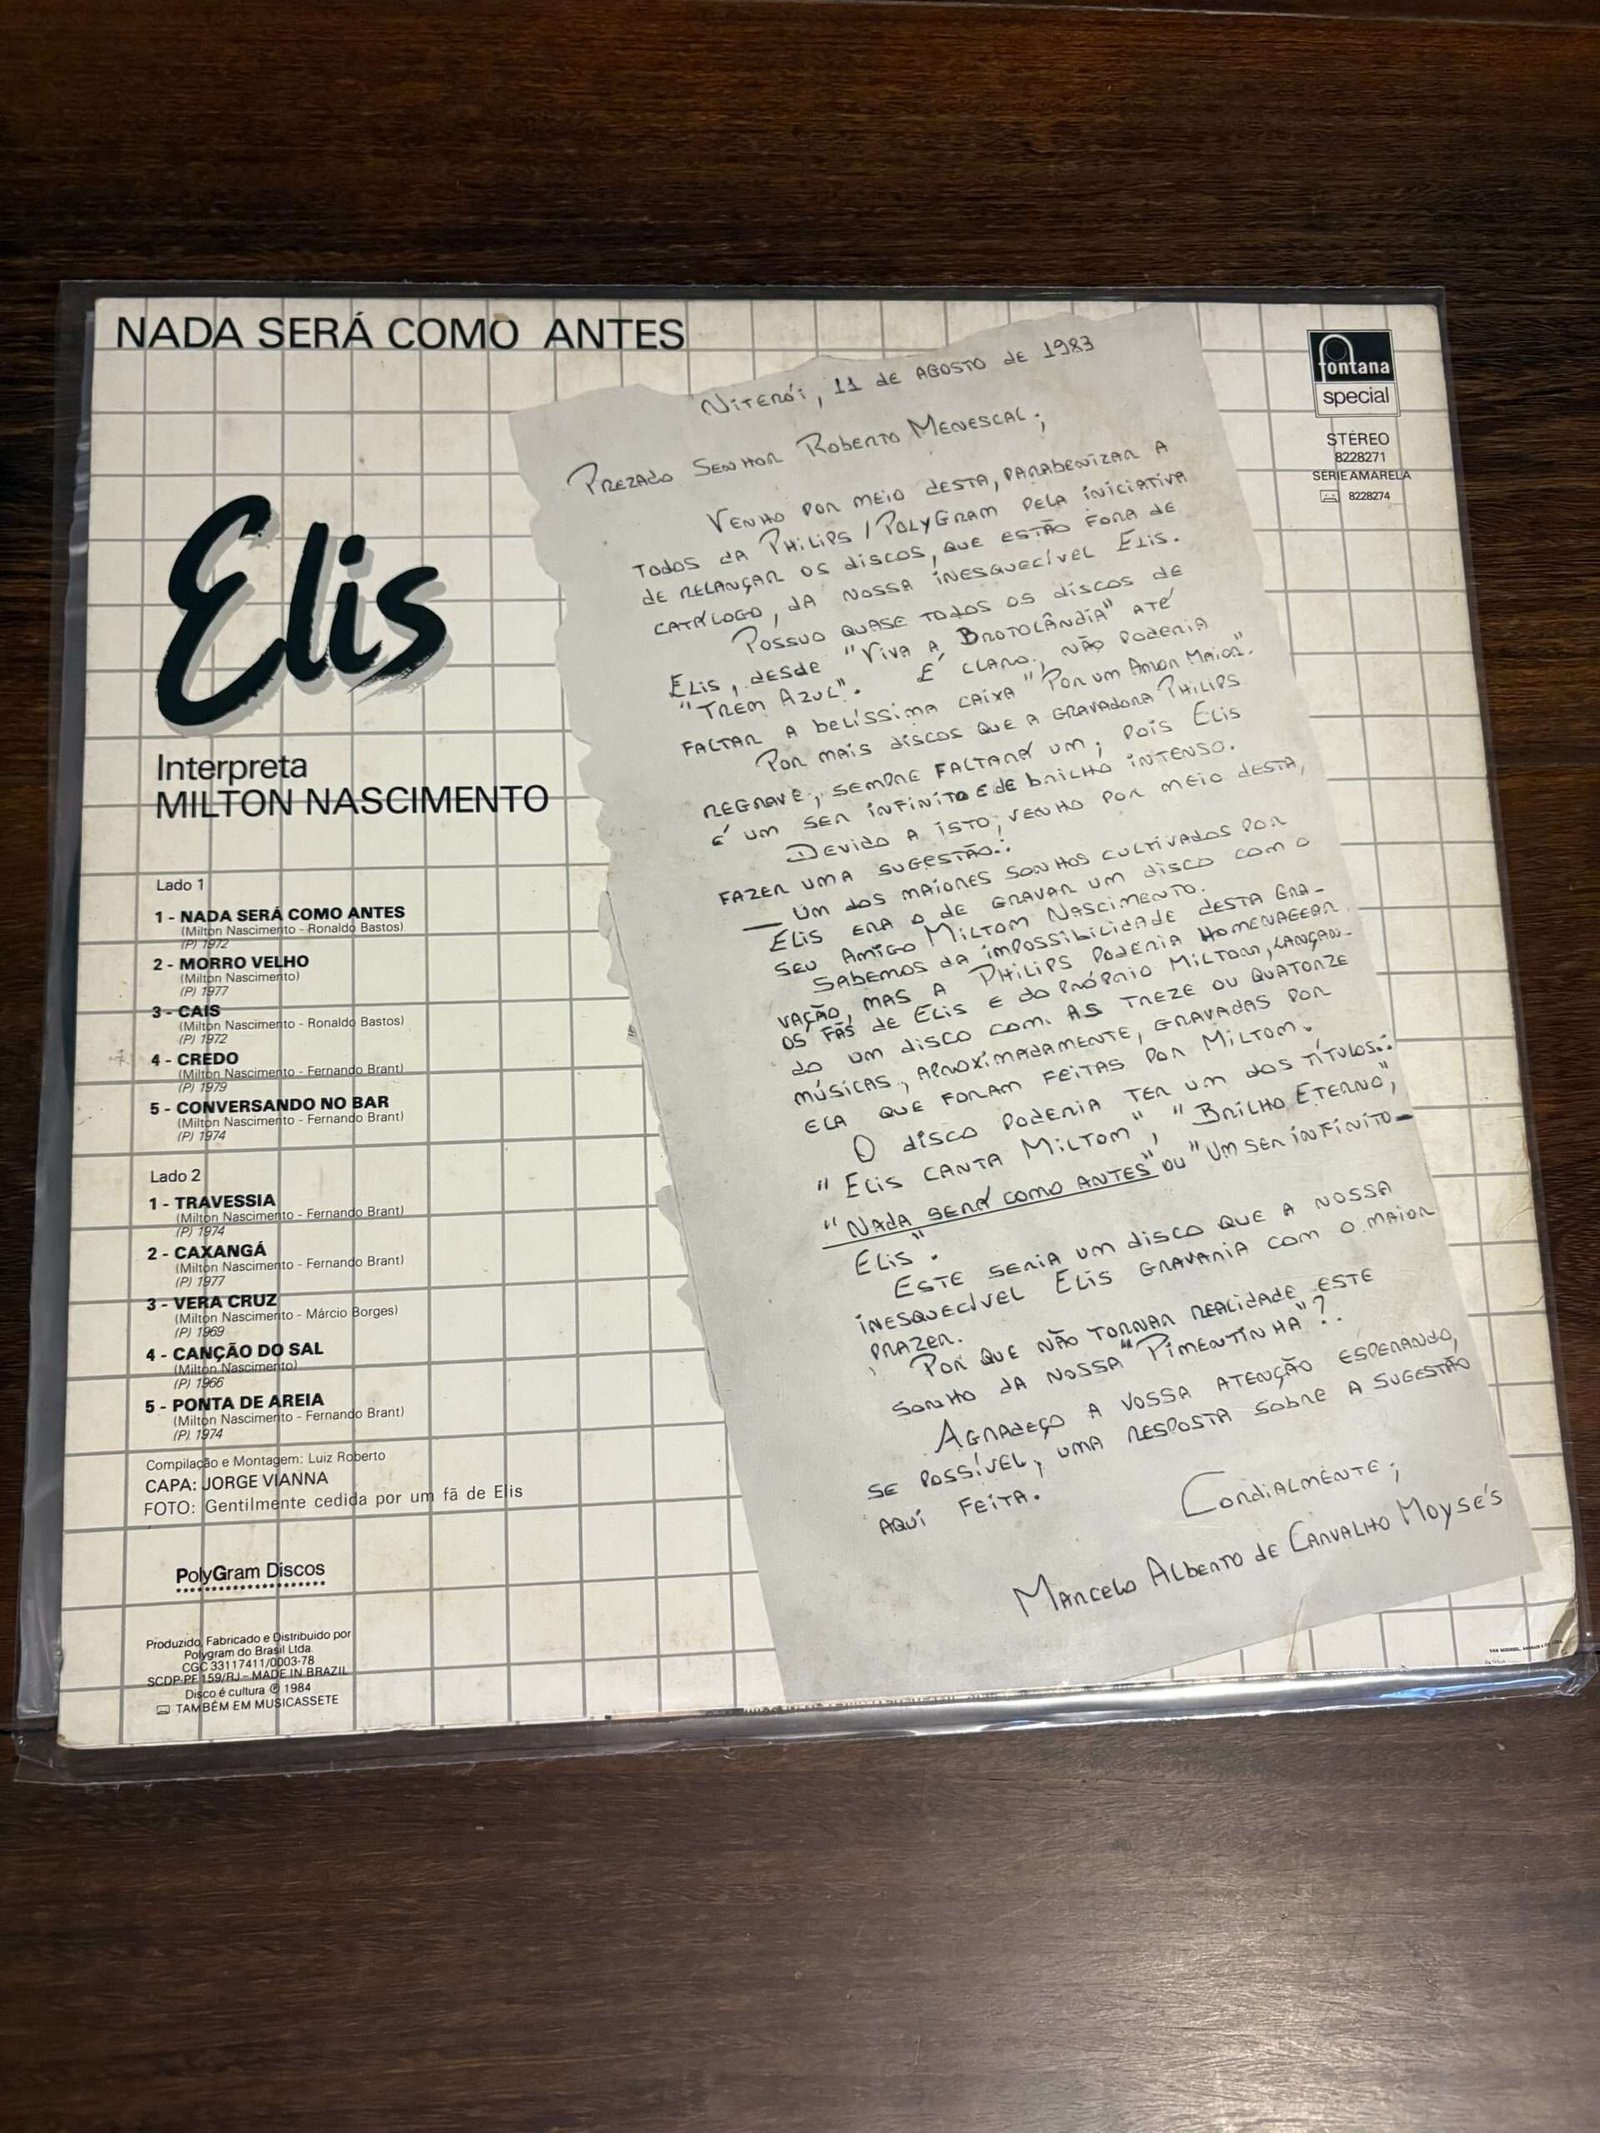 NADA SERÁ COMO ANTES
Elis
Interpreta
MILTON NASCIMENTO
Lado 1
1 - NADA SERÁ COMO ANTES
(Milton Nascimento - Ronaldo Bastos)
(P) 1972
2 - MORRO VELHO
(Milton Nascimento)
(P) 1977
3 - CAIS
(Milton Nascimento - Ronaldo Bastos)
(P) 1972
4 - CREDO
(Milton Nascimento - Fernando Brant)
(P) 1979
5 - CONVERSANDO NO BAR
(Milton Nascimento - Fernando Brant)
(P) 1974
Lado 2
1 - TRAVESSIA
(Milton Nascimento - Fernando Brant)
(P) 1974
2 - CAXANGÁ
(Milton Nascimento - Fernando Brant)
(P) 1977
3 - VERA CRUZ
(Milton Nascimento - Márcio Borges)
(P) 1969
4 - CANÇÃO DO SAL
(Milton Nascimento)
(P) 1966
5 - PONTA DE AREIA
(Milton Nascimento - Fernando Brant)
(P) 1974
Compilação e Montagem: Luiz Roberto
CAPA: JORGE VIANNA
FOTO: Gentilmente cedida por um fã de Elis
PolyGram Discos
Produzido, Fabricado e Distribuido por
Polygram do Brasil Ltda.
CGC 33117411/0003-78
SCDP-PF 159/RJ - MADE IN BRAZIL
Disco é cultura ℗ 1984
TAMBÉM EM MUSICASSETE
NITERÓI, 11 DE AGOSTO DE 1983
PREZADO SENHOR ROBERTO MENESCAL;
VENHO POR MEIO DESTA, PARABENIZAR A
TODOS DA PHILIPS / POLYGRAM PELA INICIATIVA
DE RELANÇAR OS DISCOS, QUE ESTÃO FORA DE
CATÁLOGO, DA NOSSA INESQUECÍVEL ELIS.
POSSUO QUASE TODOS OS DISCOS DE
ELIS, DESDE "VIVA A BROTOLÂNDIA" ATÉ
"TREM AZUL". É CLARO, NÃO PODERIA
FALTAR A BELÍSSIMA CAIXA "POR UM AMOR MAIOR".
POR MAIS DISCOS QUE A GRAVADORA PHILIPS
REGRAVE, SEMPRE FALTARÁ UM; POIS ELIS
É UM SER INFINITO E DE BRILHO INTENSO.
DEVIDO A ISTO, VENHO POR MEIO DESTA,
FAZER UMA SUGESTÃO:
— UM DOS MAIORES SONHOS CULTIVADOS POR
ELIS ERA O DE GRAVAR UM DISCO COM O
SEU AMIGO MILTOM NASCIMENTO.
SABEMOS DA IMPOSSIBILIDADE DESTA GRA-
VAÇÃO, MAS A PHILIPS PODERIA HOMENAGEAR
OS FÃS DE ELIS E DO PRÓPRIO MILTOM, LANÇAN-
DO UM DISCO COM AS TREZE OU QUATORZE
MÚSICAS, APROXIMADAMENTE, GRAVADAS POR
ELA QUE FORAM FEITAS POR MILTOM.
O DISCO PODERIA TER UM DOS TÍTULOS:
"ELIS CANTA MILTOM", "BRILHO ETERNO",
"NADA SERÁ COMO ANTES" OU "UM SER INFINITO -
ELIS".
ESTE SERIA UM DISCO QUE A NOSSA
INESQUECÍVEL ELIS GRAVARIA COM O MAIOR
PRAZER.
POR QUE NÃO TORNAR REALIDADE ESTE
SONHO DA NOSSA "PIMENTINHA"?
AGRADEÇO A VOSSA ATENÇÃO ESPERANDO,
SE POSSÍVEL, UMA RESPOSTA SOBRE A SUGESTÃO
AQUI FEITA.
CORDIALMENTE;
MARCELO ALBERTO DE CARVALHO MOYSÉS
fontana
special
STÉREO
8228271
SÉRIE AMARELA
8228274